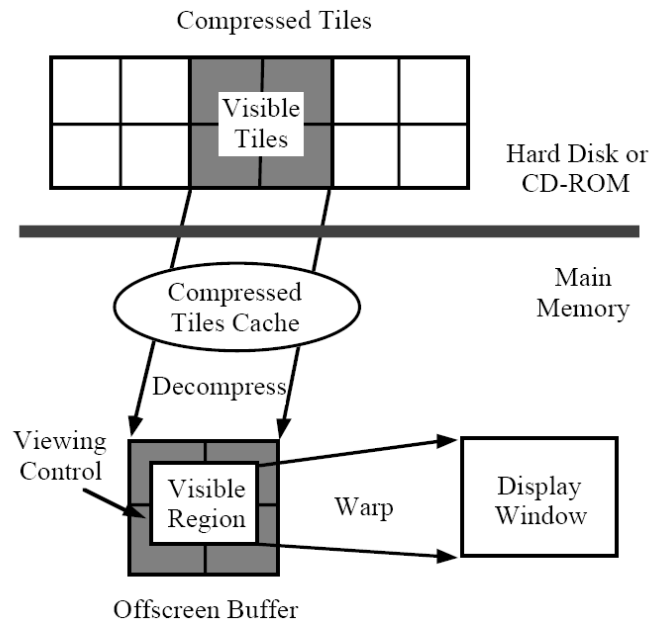 Compressed Tiles
Visible
Tiles
Hard Disk or
CD-ROM
Main
Memory
Compressed
Tiles Cache
Decompress
Viewing
Control
Visible
Region
Warp
Display
Window
Offscreen Buffer